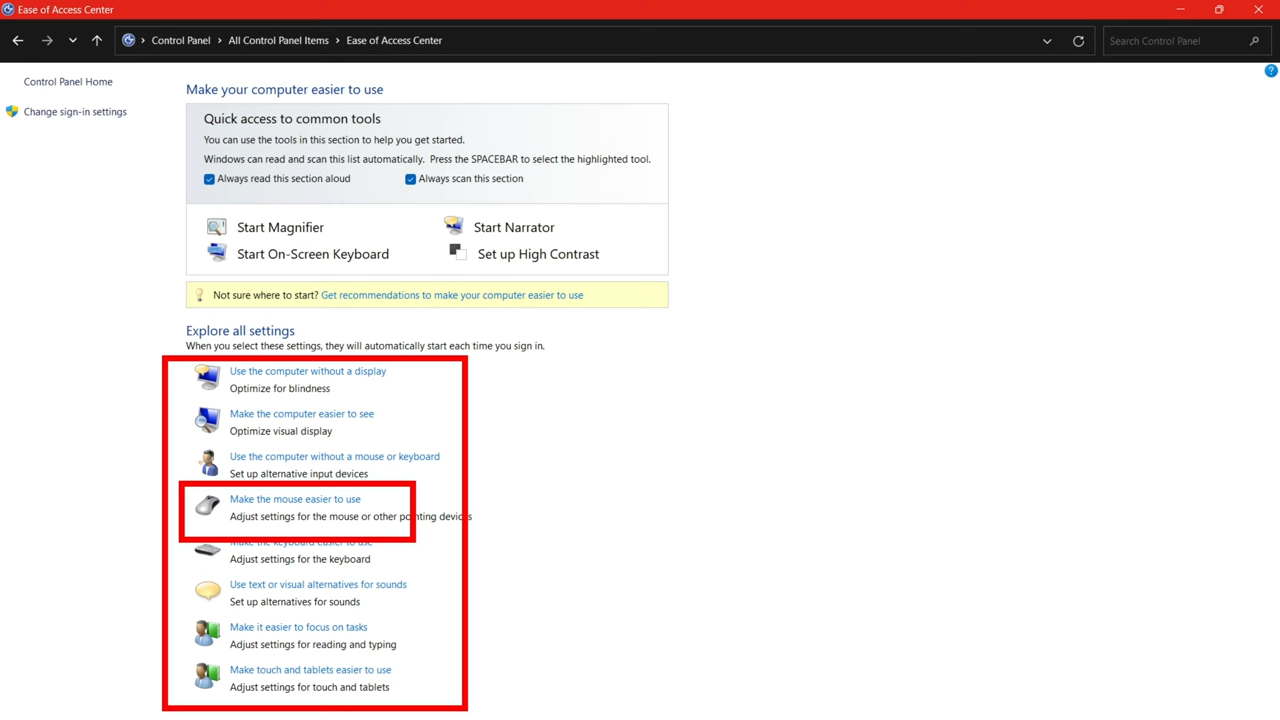 Ease of Access Center
Control Panel > All Control Panel Items > Ease of Access Center
Search Control Panel
Control Panel Home
Change sign-in settings
?
Make your computer easier to use
Quick access to common tools
You can use the tools in this section to help you get started.
Windows can read and scan this list automatically. Press the SPACEBAR to select the highlighted tool.
Always read this section aloud Always scan this section
Start Magnifier Start Narrator
Start On-Screen Keyboard Set up High Contrast
Not sure where to start? Get recommendations to make your computer easier to use
Explore all settings
When you select these settings, they will automatically start each time you sign in.
Use the computer without a display
Optimize for blindness
Make the computer easier to see
Optimize visual display
Use the computer without a mouse or keyboard
Set up alternative input devices
Make the mouse easier to use
Adjust settings for the mouse or other pointing devices
Make the keyboard easier to use
Adjust settings for the keyboard
Use text or visual alternatives for sounds
Set up alternatives for sounds
Make it easier to focus on tasks
Adjust settings for reading and typing
Make touch and tablets easier to use
Adjust settings for touch and tablets